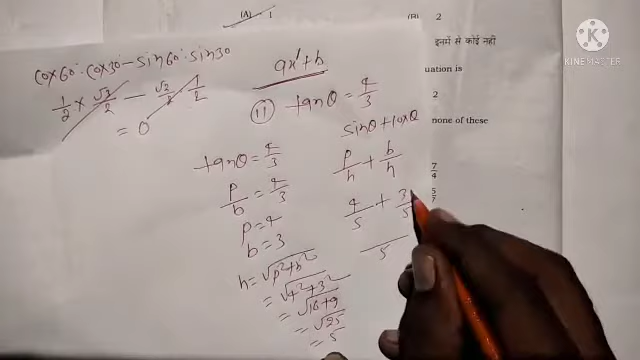 (A) 1
(B) 2
इनमें से कोई नही
uation is
2
none of these
7/4
5/7
KINEMASTER
cos60°. cos30° - sin60°. sin30
1/2 × √3/2 - √3/2 . 1/2
= 0
ax¹+b
(11) tanθ = 4/3
sinθ + cosθ
p/h + b/h
4/5 + 3/5
5
tanθ = 4/3
p/b = 4/3
p = 4
b = 3
h = √p²+b²
= √4²+3²
= √16+9
= √25
= 5